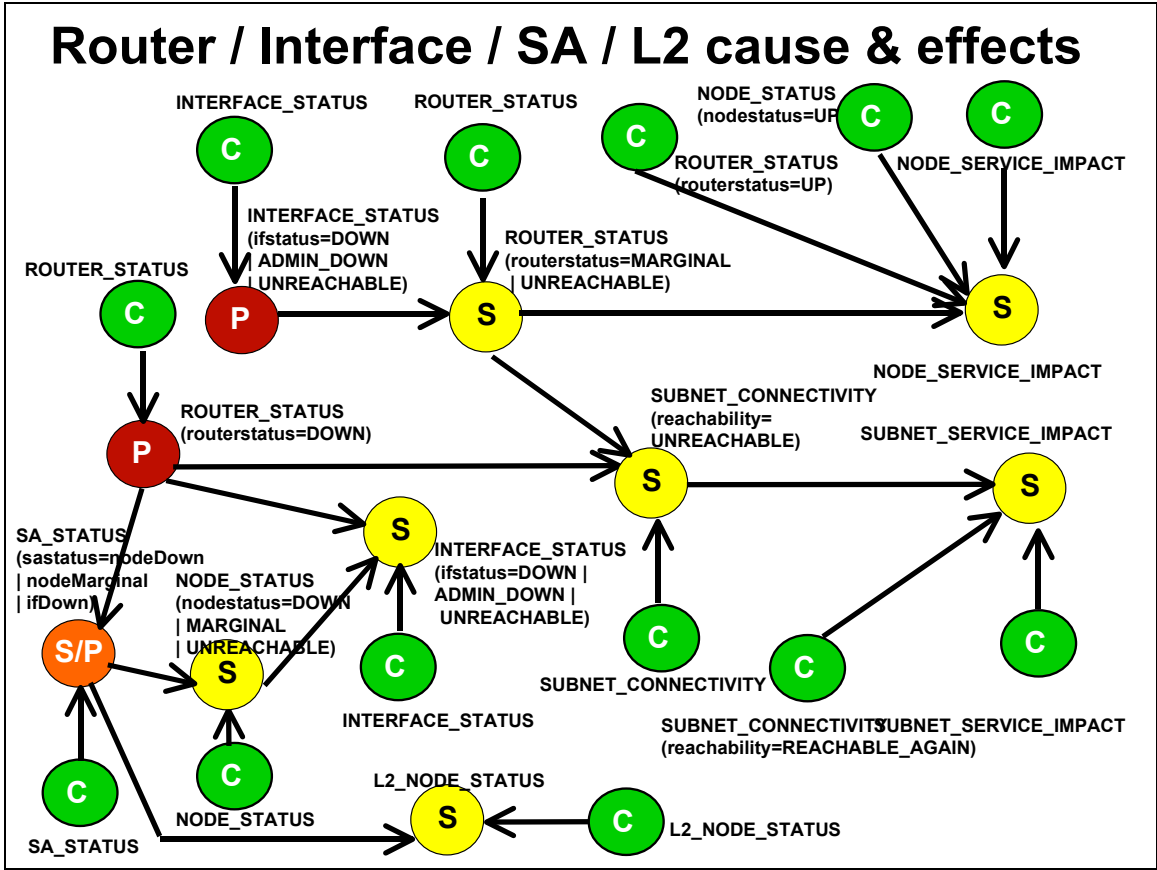 Router / Interface / SA / L2 cause & effects
INTERFACE_STATUS
C
ROUTER_STATUS
C
C
NODE_STATUS
(nodestatus=UP
C
C
ROUTER_STATUS
(routerstatus=UP)
NODE_SERVICE_IMPACT
INTERFACE_STATUS
(ifstatus=DOWN
| ADMIN_DOWN
| UNREACHABLE)
ROUTER_STATUS
(routerstatus=MARGINAL
| UNREACHABLE)
ROUTER_STATUS
C
P
S
S
NODE_SERVICE_IMPACT
ROUTER_STATUS
(routerstatus=DOWN)
P
SUBNET_CONNECTIVITY
(reachability=
UNREACHABLE)
SUBNET_SERVICE_IMPACT
S
S
SA_STATUS
(sastatus=nodeDown
| nodeMarginal
| ifDown)
S
INTERFACE_STATUS
(ifstatus=DOWN |
ADMIN_DOWN |
UNREACHABLE)
NODE_STATUS
(nodestatus=DOWN
| MARGINAL
| UNREACHABLE)
S/P
S
C
INTERFACE_STATUS
C
SUBNET_CONNECTIVITY
C
C
SUBNET_CONNECTIVITY
(reachability=REACHABLE_AGAIN)
SUBNET_SERVICE_IMPACT
C
SA_STATUS
C
NODE_STATUS
L2_NODE_STATUS
S
C
L2_NODE_STATUS